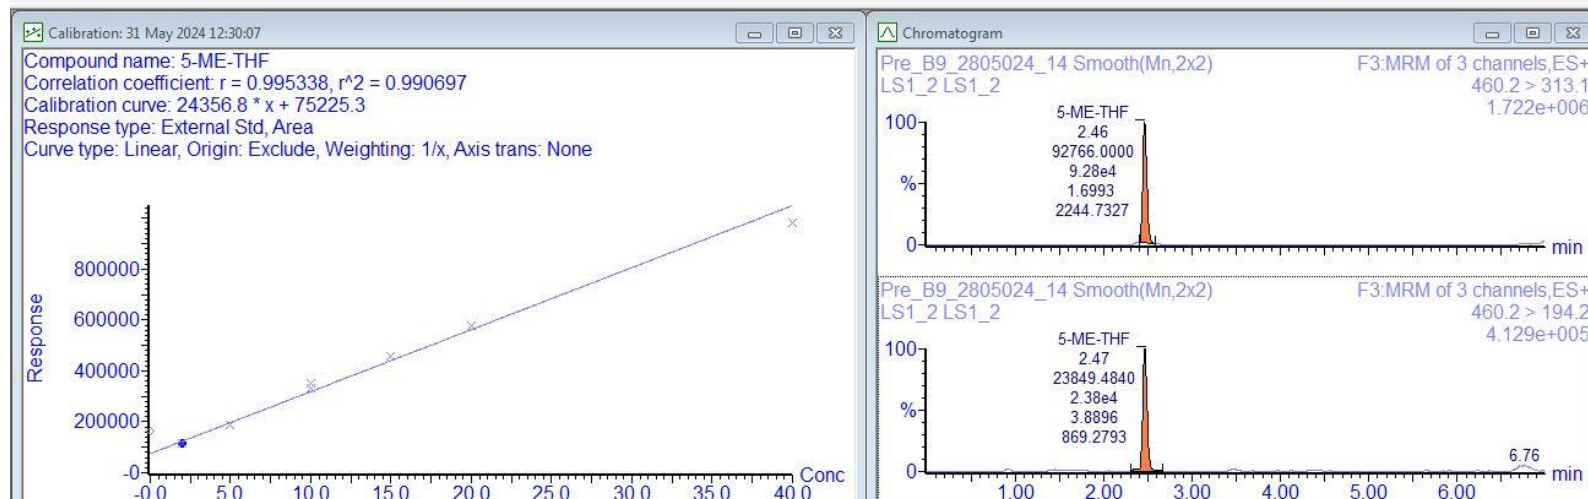 Calibration: 31 May 2024 12:30:07
Compound name: 5-ME-THF
Correlation coefficient: r = 0.995338, r^2 = 0.990697
Calibration curve: 24356.8 * x + 75225.3
Response type: External Std, Area
Curve type: Linear, Origin: Exclude, Weighting: 1/x, Axis trans: None
800000
600000
400000
200000
-0
Response
Conc
-0.0 5.0 10.0 15.0 20.0 25.0 30.0 35.0 40.0
Chromatogram
Pre_B9_2805024_14 Smooth(Mn,2x2)
LS1_2 LS1_2
F3:MRM of 3 channels,ES+
460.2 > 313.1
1.722e+006
5-ME-THF
2.46
92766.0000
9.28e4
1.6993
2244.7327
100
%
0
min
Pre_B9_2805024_14 Smooth(Mn,2x2)
LS1_2 LS1_2
F3:MRM of 3 channels,ES+
460.2 > 194.2
4.129e+005
5-ME-THF
2.47
23849.4840
2.38e4
3.8896
869.2793
6.76
100
%
0
min
1.00 2.00 3.00 4.00 5.00 6.00